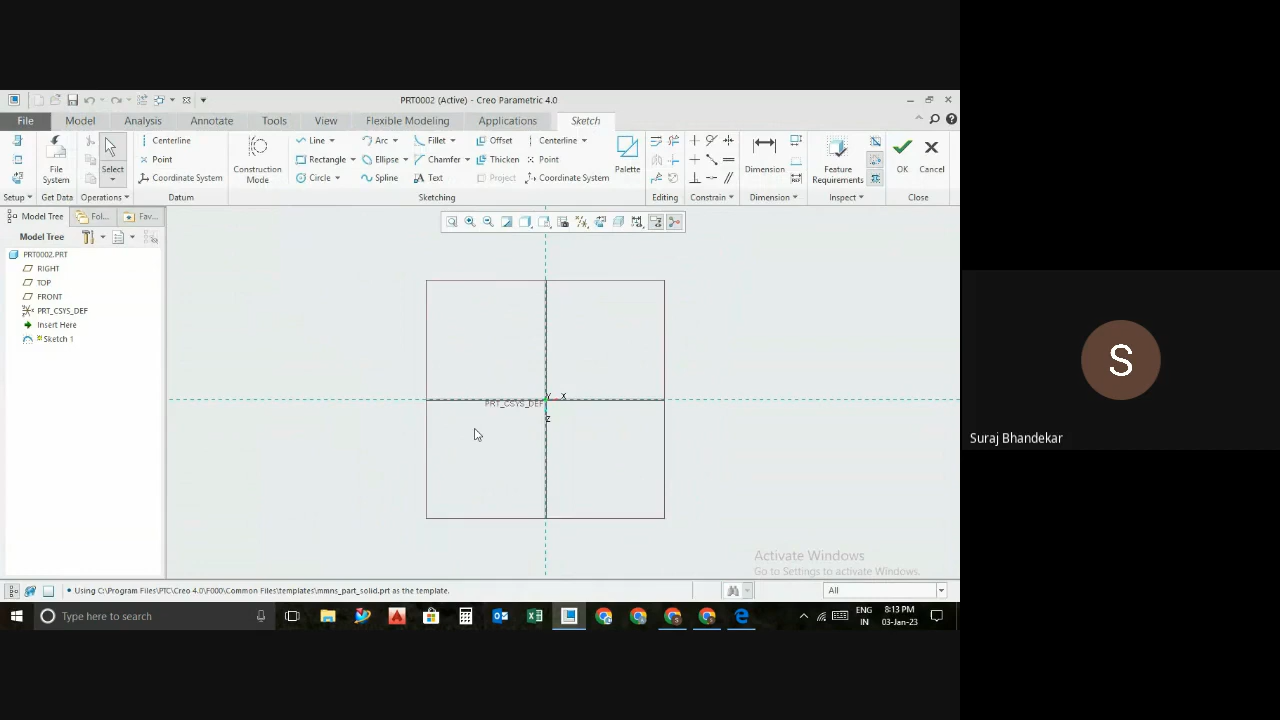 PRT0002 (Active) - Creo Parametric 4.0
File Model Analysis Annotate Tools View Flexible Modeling Applications Sketch
Centerline Line Arc Fillet Offset Centerline
Point Rectangle Ellipse Chamfer Thicken Point
Coordinate System Circle Spline Text Project Coordinate System
File System
Select
Construction Mode
Palette
Dimension
Feature Requirements
OK
Cancel
Setup Get Data Operations Datum Sketching Editing Constrain Dimension Inspect Close
Model Tree Fol... Fav...
Model Tree
PRT0002.PRT
RIGHT
TOP
FRONT
PRT_CSYS_DEF
Insert Here
Sketch 1
Y X
PRT_CSYS_DEF
Z
S
Suraj Bhandekar
Activate Windows
Go to Settings to activate Windows.
Using C:\Program Files\PTC\Creo 4.0\F000\Common Files\templates\mmns_part_solid.prt as the template.
All
Type here to search
ENG
IN
8:13 PM
03-Jan-23